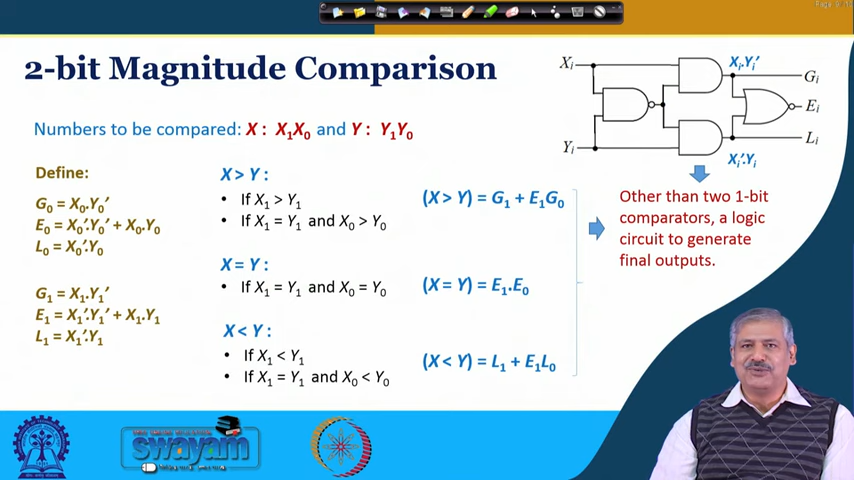 2-bit Magnitude Comparison
Numbers to be compared: X : X₁X₀ and Y : Y₁Y₀
Define:
G₀ = X₀.Y₀′
E₀ = X₀′.Y₀′ + X₀.Y₀
L₀ = X₀′.Y₀
G₁ = X₁.Y₁′
E₁ = X₁′.Y₁′ + X₁.Y₁
L₁ = X₁′.Y₁
X > Y :
• If X₁ > Y₁
• If X₁ = Y₁ and X₀ > Y₀
X = Y :
• If X₁ = Y₁ and X₀ = Y₀
X < Y :
• If X₁ < Y₁
• If X₁ = Y₁ and X₀ < Y₀
(X > Y) = G₁ + E₁G₀
(X = Y) = E₁.E₀
(X < Y) = L₁ + E₁L₀
Xᵢ
Yᵢ
Xᵢ.Yᵢ′
Gᵢ
Eᵢ
Lᵢ
Xᵢ′.Yᵢ
Other than two 1-bit
comparators, a logic
circuit to generate
final outputs.
swayam